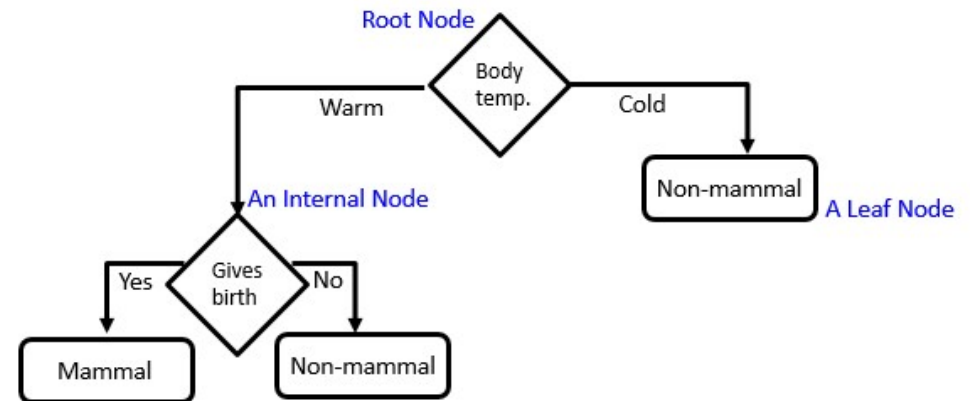 Root Node
Body
temp.
Warm
Cold
Non-mammal
A Leaf Node
An Internal Node
Yes
Gives
birth
No
Mammal
Non-mammal